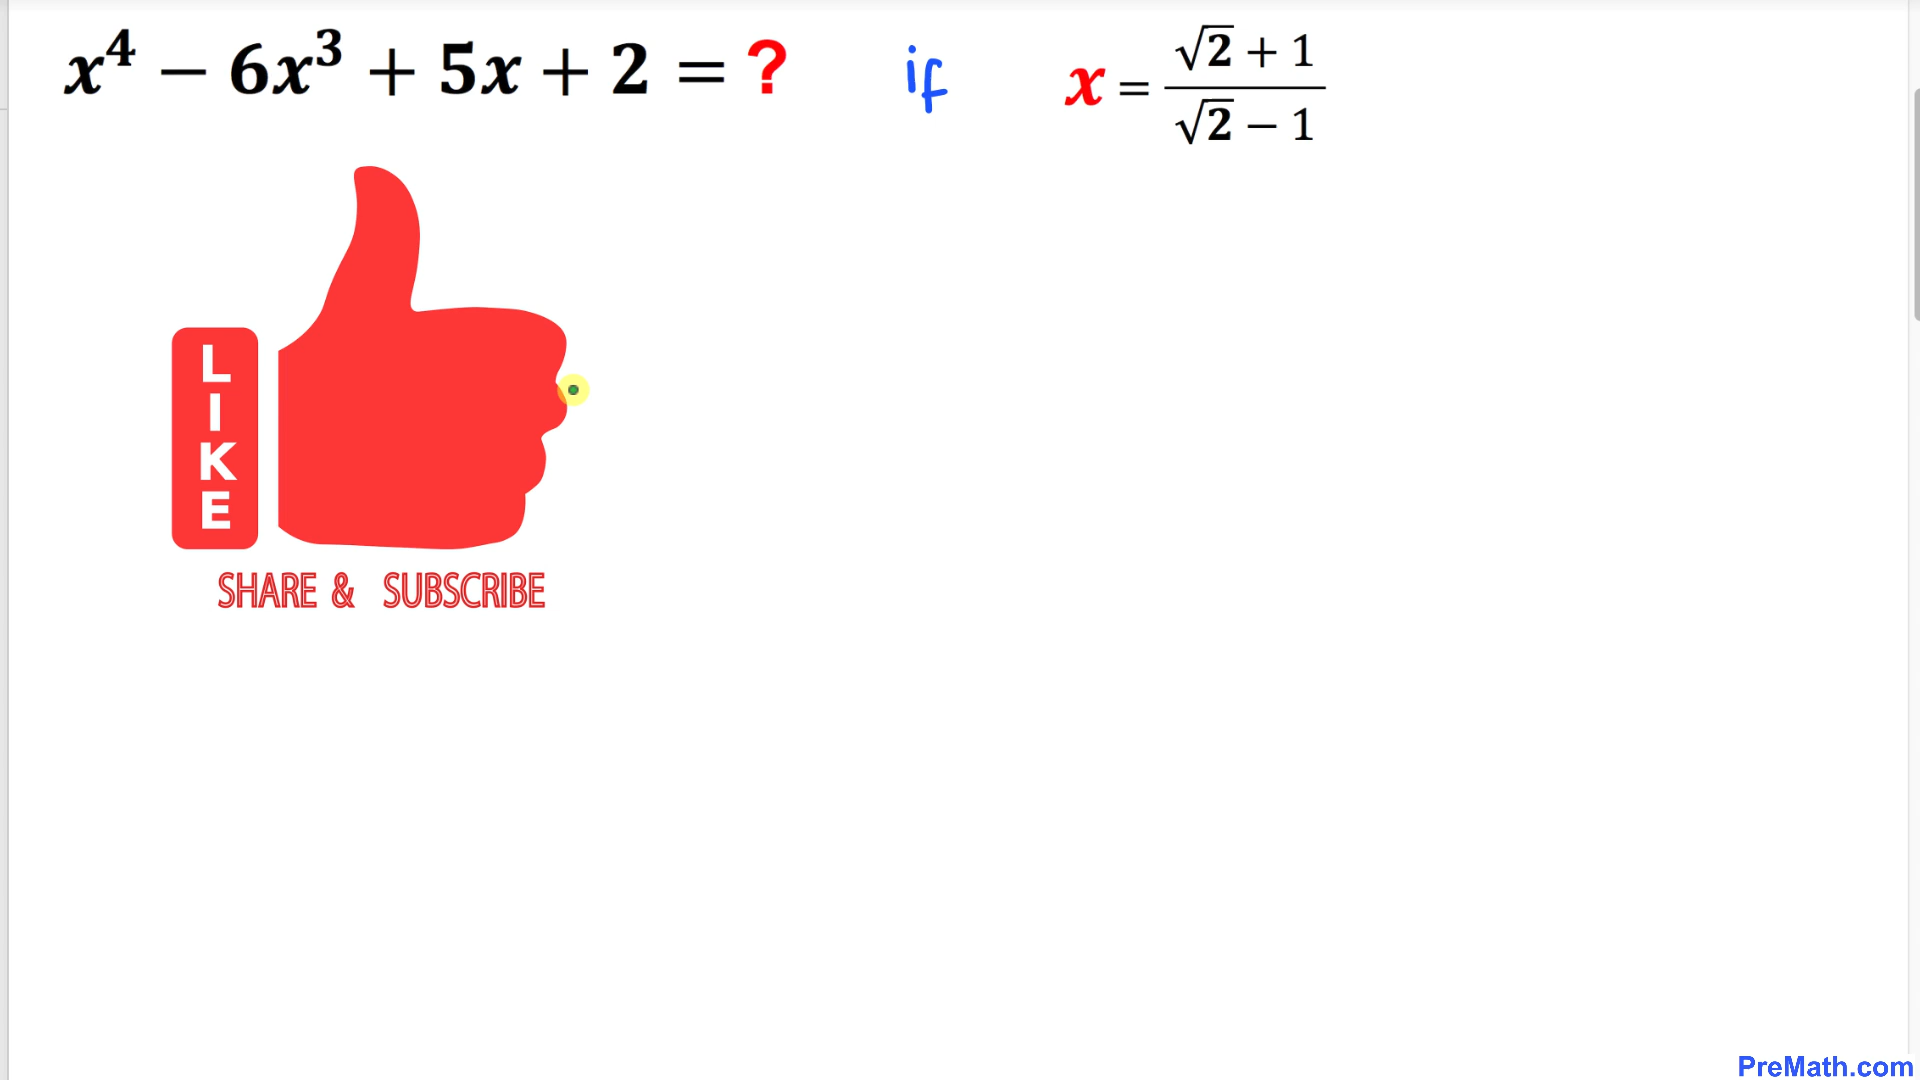 x⁴ − 6x³ + 5x + 2 = ? if x = (√2 + 1)/(√2 − 1)
L
I
K
E
SHARE & SUBSCRIBE
PreMath.com